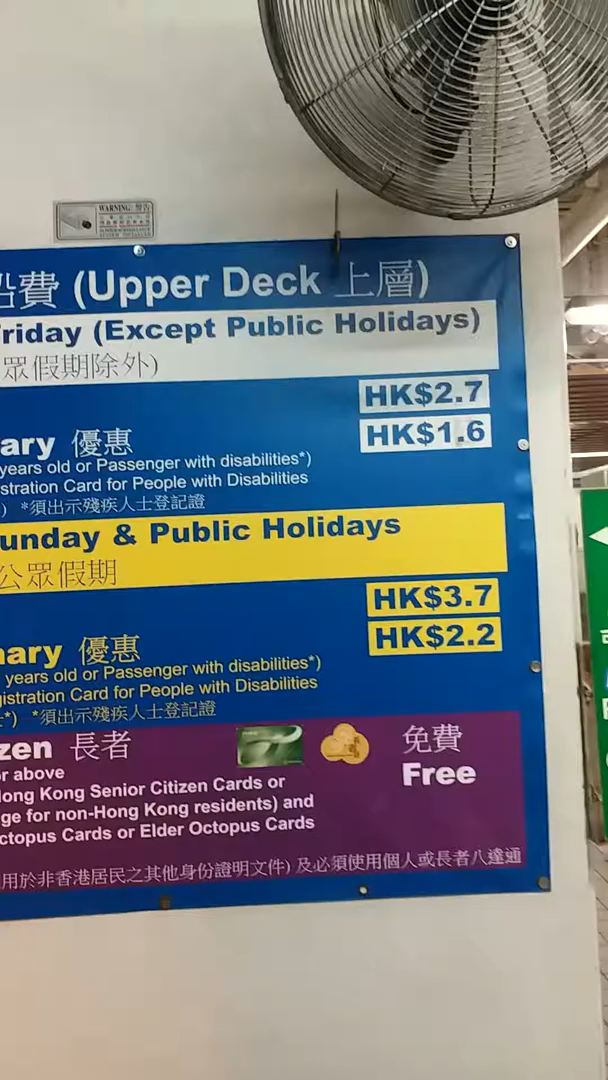 WARNING 警告
船費 (Upper Deck 上層)
riday (Except Public Holidays)
眾假期除外)
HK$2.7
HK$1.6
ary 優惠
years old or Passenger with disabilities*)
stration Card for People with Disabilities
) *須出示殘疾人士登記證
unday & Public Holidays
公眾假期
HK$3.7
HK$2.2
nary 優惠
years old or Passenger with disabilities*)
gistration Card for People with Disabilities
*) *須出示殘疾人士登記證
zen 長者
免費
Free
or above
Hong Kong Senior Citizen Cards or
ge for non-Hong Kong residents) and
ctopus Cards or Elder Octopus Cards
用於非香港居民之其他身份證明文件) 及必須使用個人或長者八達通